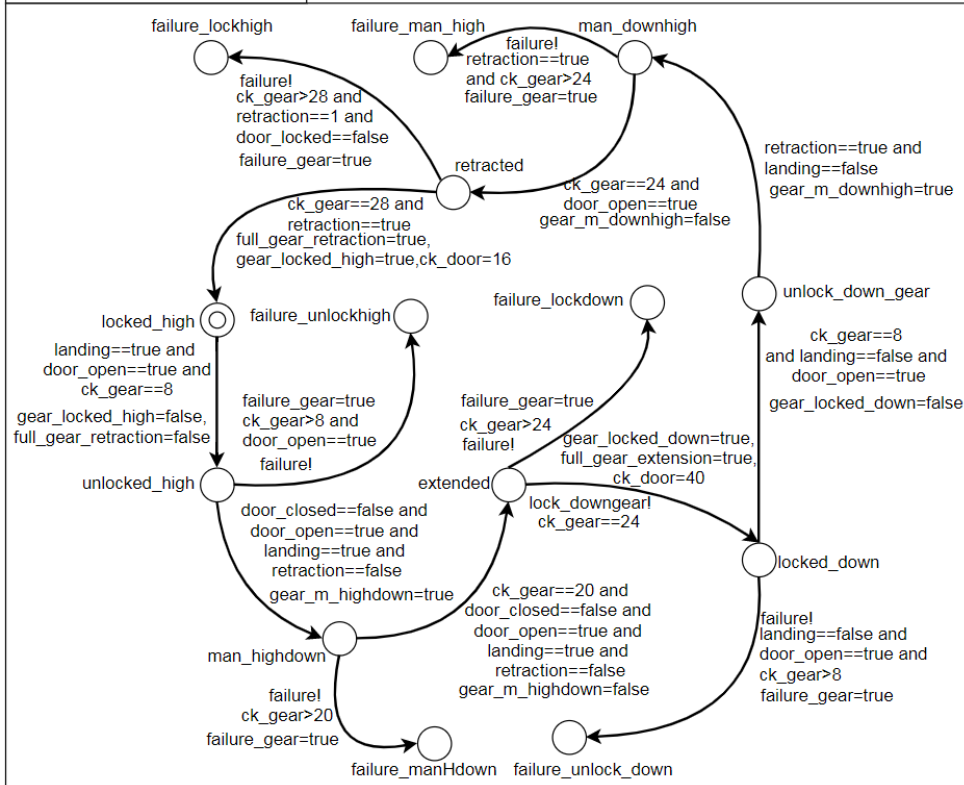 failure_lockhigh
failure_man_high
man_downhigh
failure!
retraction==true
and ck_gear>24
failure_gear=true
failure!
ck_gear>28 and
retraction==1 and
door_locked==false
failure_gear=true
retracted
retraction==true and
landing==false
gear_m_downhigh=true
ck_gear==24 and
door_open==true
gear_m_downhigh=false
ck_gear==28 and
retraction==true
full_gear_retraction=true,
gear_locked_high=true,ck_door=16
unlock_down_gear
locked_high
failure_unlockhigh
failure_lockdown
landing==true and
door_open==true and
ck_gear==8
gear_locked_high=false,
full_gear_retraction=false
ck_gear==8
and landing==false and
door_open==true
gear_locked_down=false
failure_gear=true
ck_gear>8 and
door_open==true
failure!
failure_gear=true
ck_gear>24
failure!
gear_locked_down=true,
full_gear_extension=true,
ck_door=40
unlocked_high
extended
lock_downgear!
ck_gear==24
door_closed==false and
door_open==true and
landing==true and
retraction==false
gear_m_highdown=true
locked_down
ck_gear==20 and
door_closed==false and
door_open==true and
landing==true and
retraction==false
gear_m_highdown=false
failure!
landing==false and
door_open==true and
ck_gear>8
failure_gear=true
man_highdown
failure!
ck_gear>20
failure_gear=true
failure_manHdown
failure_unlock_down